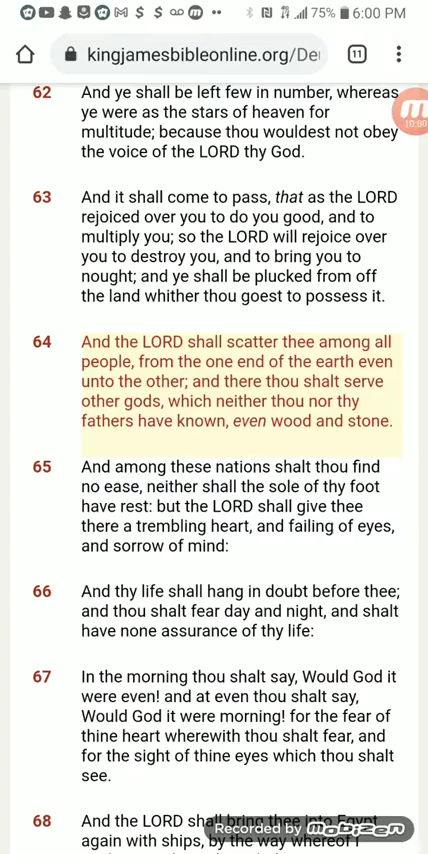 75% 6:00 PM
kingjamesbibleonline.org/De
11
10:00
62 And ye shall be left few in number, whereas
ye were as the stars of heaven for
multitude; because thou wouldest not obey
the voice of the LORD thy God.
63 And it shall come to pass, that as the LORD
rejoiced over you to do you good, and to
multiply you; so the LORD will rejoice over
you to destroy you, and to bring you to
nought; and ye shall be plucked from off
the land whither thou goest to possess it.
64 And the LORD shall scatter thee among all
people, from the one end of the earth even
unto the other; and there thou shalt serve
other gods, which neither thou nor thy
fathers have known, even wood and stone.
65 And among these nations shalt thou find
no ease, neither shall the sole of thy foot
have rest: but the LORD shall give thee
there a trembling heart, and failing of eyes,
and sorrow of mind:
66 And thy life shall hang in doubt before thee;
and thou shalt fear day and night, and shalt
have none assurance of thy life:
67 In the morning thou shalt say, Would God it
were even! and at even thou shalt say,
Would God it were morning! for the fear of
thine heart wherewith thou shalt fear, and
for the sight of thine eyes which thou shalt
see.
68 And the LORD shall bring thee into Egypt
again with ships, by the way whereof I
Recorded by mobizen